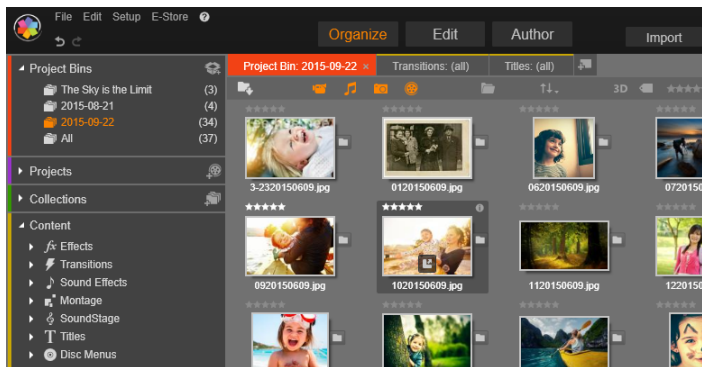 File Edit Setup E-Store ?
Organize Edit Author Import
Project Bins
The Sky is the Limit (3)
2015-08-21 (4)
2015-09-22 (34)
All (37)
Projects
Collections
Content
fx Effects
Transitions
Sound Effects
Montage
SoundStage
T Titles
Disc Menus
Project Bin: 2015-09-22 × Transitions: (all) Titles: (all)
3D
3-2320150609.jpg 0120150609.jpg 0620150609.jpg 0720150
0920150609.jpg 1020150609.jpg 1120150609.jpg 1220150